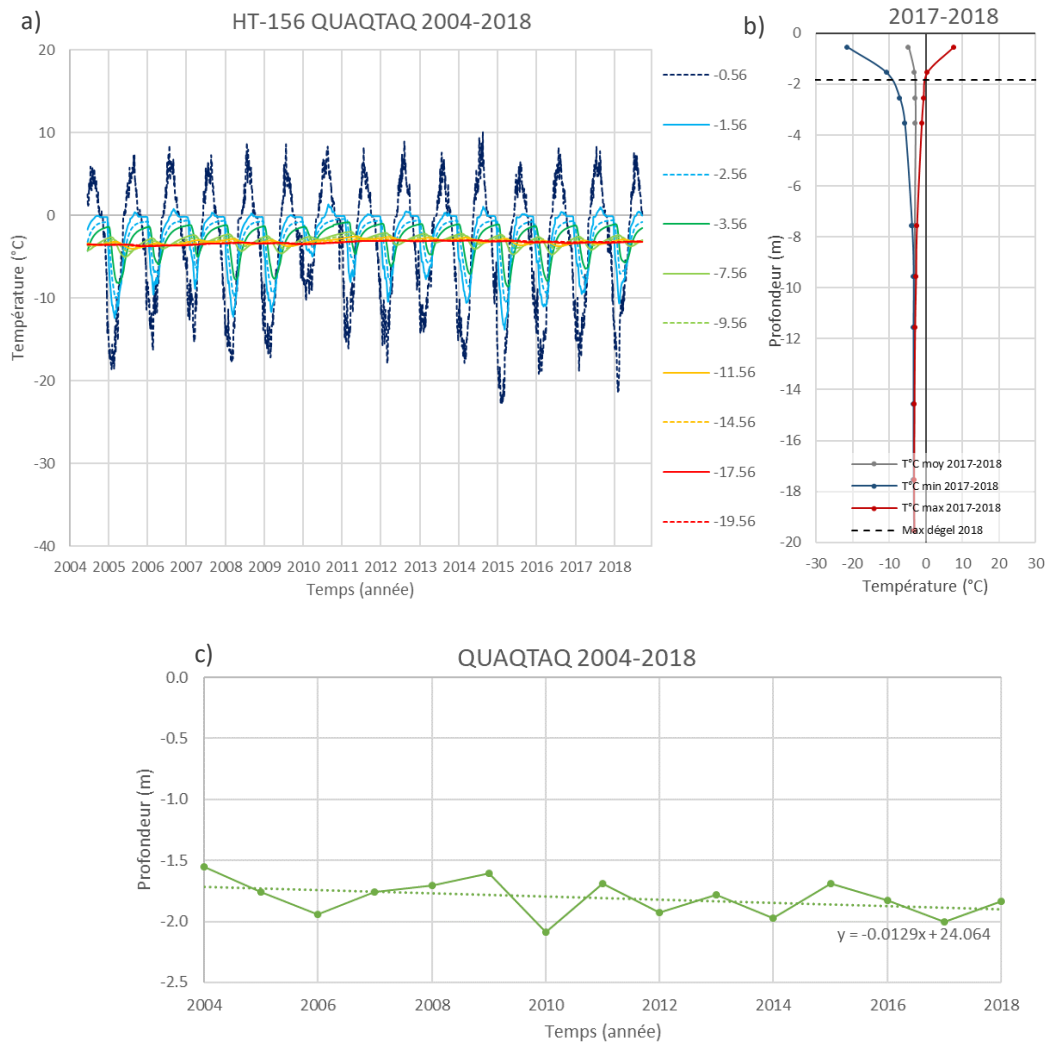 a)
HT-156 QUAQTAQ 2004-2018
20
10
0
-10
-20
-30
-40
Température (°C)
2004 2005 2006 2007 2008 2009 2010 2011 2012 2013 2014 2015 2016 2017 2018
Temps (année)
-0.56
-1.56
-2.56
-3.56
-7.56
-9.56
-11.56
-14.56
-17.56
-19.56
b)
2017-2018
0
-2
-4
-6
-8
-10
-12
-14
-16
-18
-20
Profondeur (m)
T°C moy 2017-2018
T°C min 2017-2018
T°C max 2017-2018
Max dégel 2018
-30 -20 -10 0 10 20 30
Température (°C)
c)
QUAQTAQ 2004-2018
0.0
-0.5
-1.0
-1.5
-2.0
-2.5
Profondeur (m)
y = -0.0129x + 24.064
2004 2006 2008 2010 2012 2014 2016 2018
Temps (année)